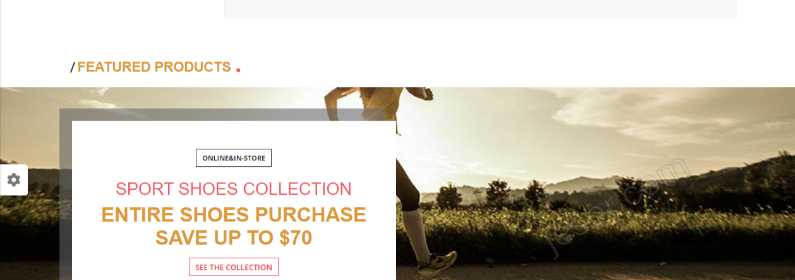 / FEATURED PRODUCTS .
ONLINE&IN-STORE
SPORT SHOES COLLECTION
ENTIRE SHOES PURCHASE
SAVE UP TO $70
SEE THE COLLECTION